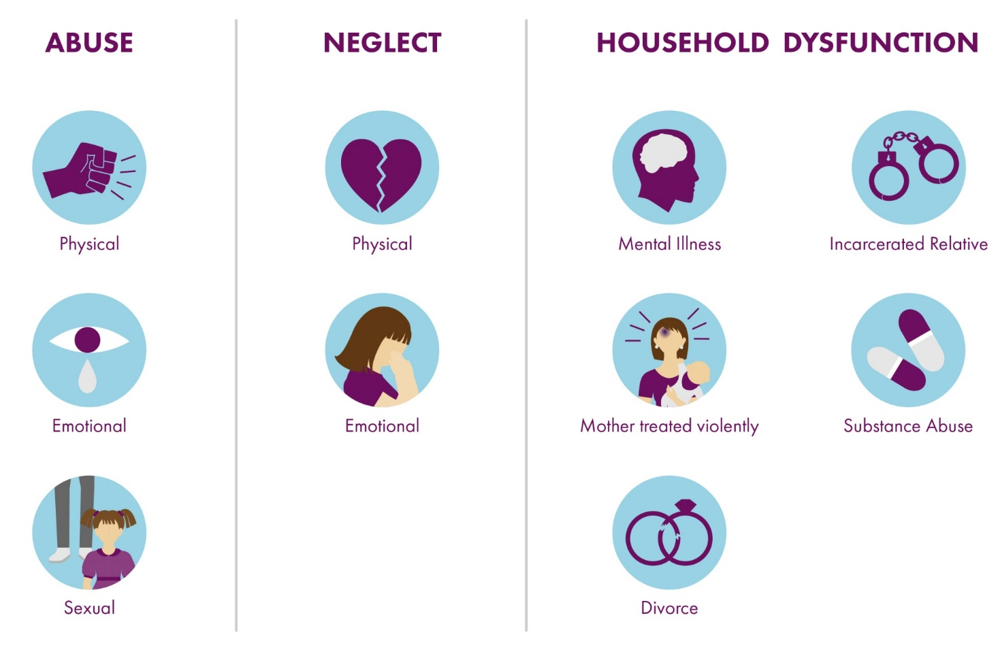 ABUSE
Physical
Emotional
Sexual
NEGLECT
Physical
Emotional
HOUSEHOLD DYSFUNCTION
Mental Illness
Incarcerated Relative
Mother treated violently
Substance Abuse
Divorce